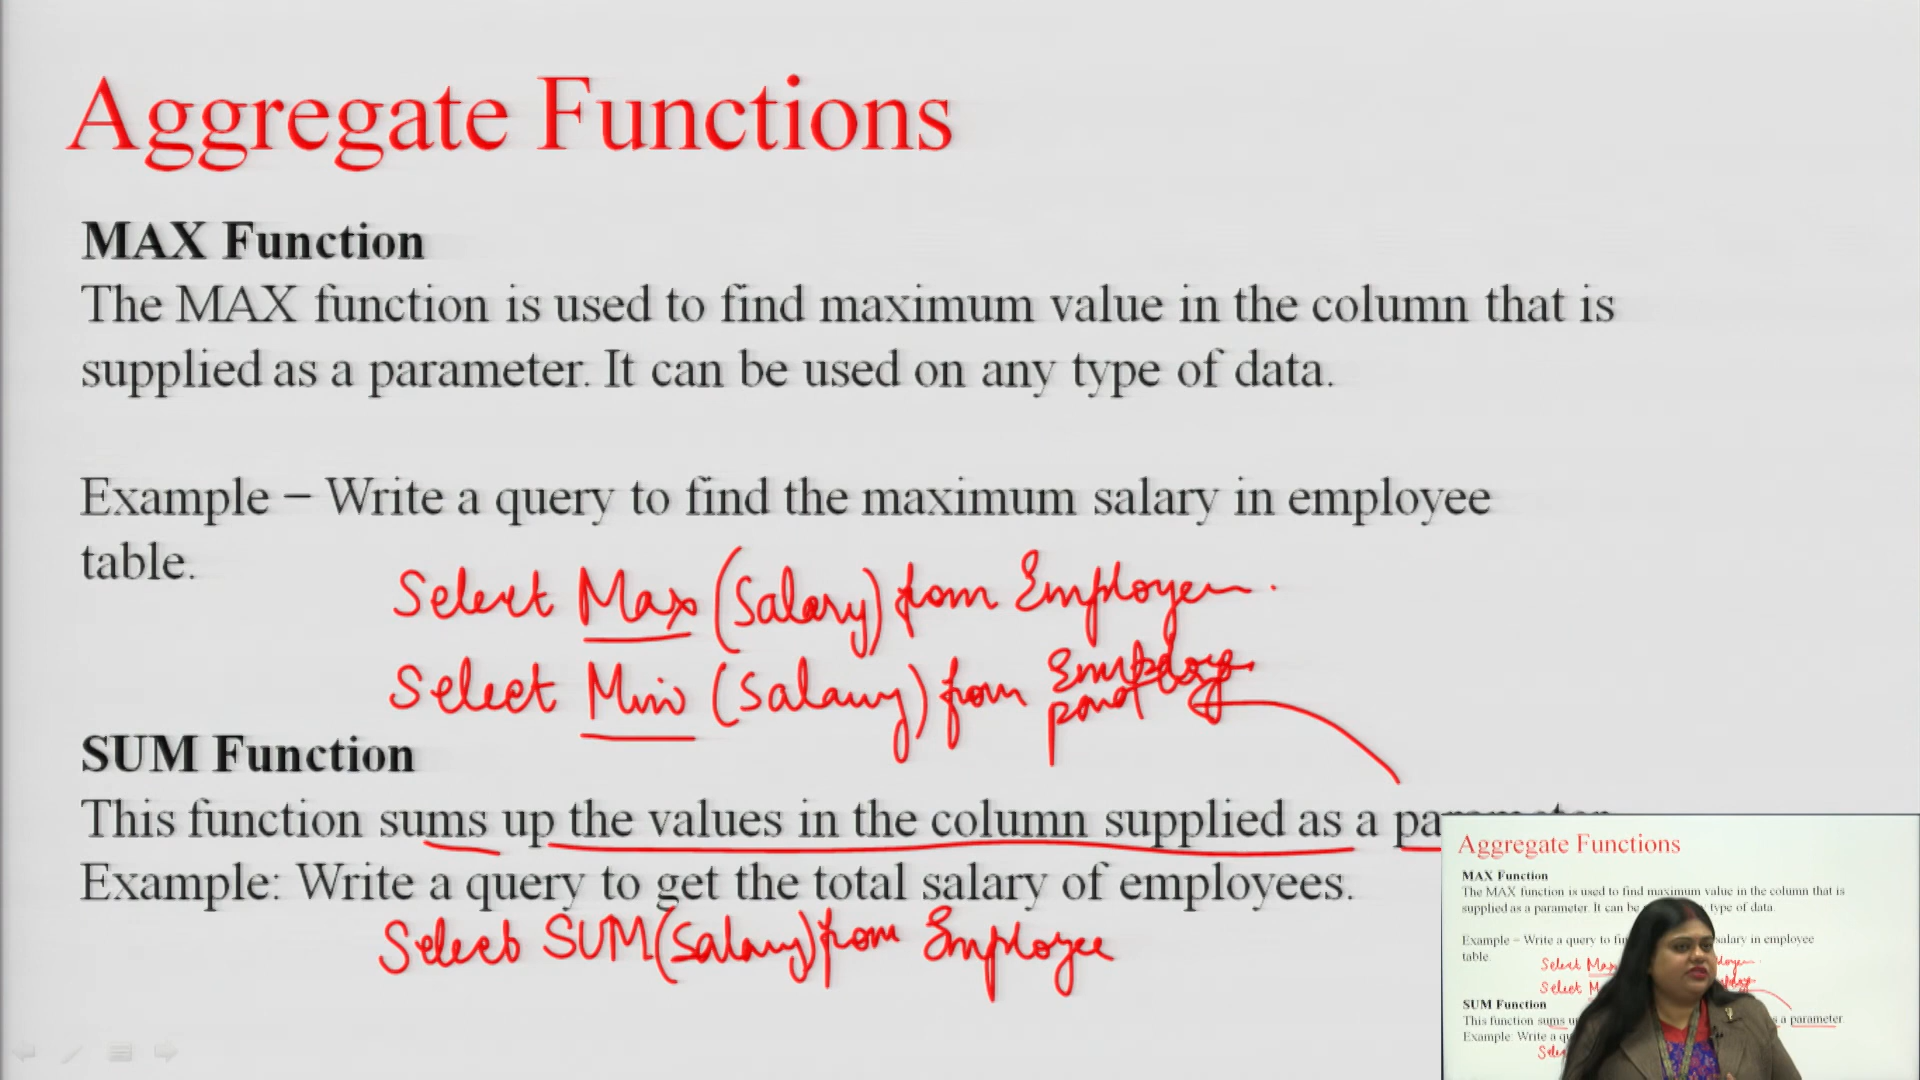 Aggregate Functions
MAX Function
The MAX function is used to find maximum value in the column that is
supplied as a parameter. It can be used on any type of data.
Example – Write a query to find the maximum salary in employee
table.
Select Max (Salary) from Employee.
Select Min (Salary) from
SUM Function
This function sums up the values in the column supplied as a
Example: Write a query to get the total salary of employees.
Select SUM(Salary) from Employee
Aggregate Functions
MAX Function
The MAX function is used to find maximum value in the column that is
supplied as a parameter. It can be type of data.
Example – Write a query to salary in employee
table.
Select Max
Select
SUM Function
This function sums a parameter
Example: Write a